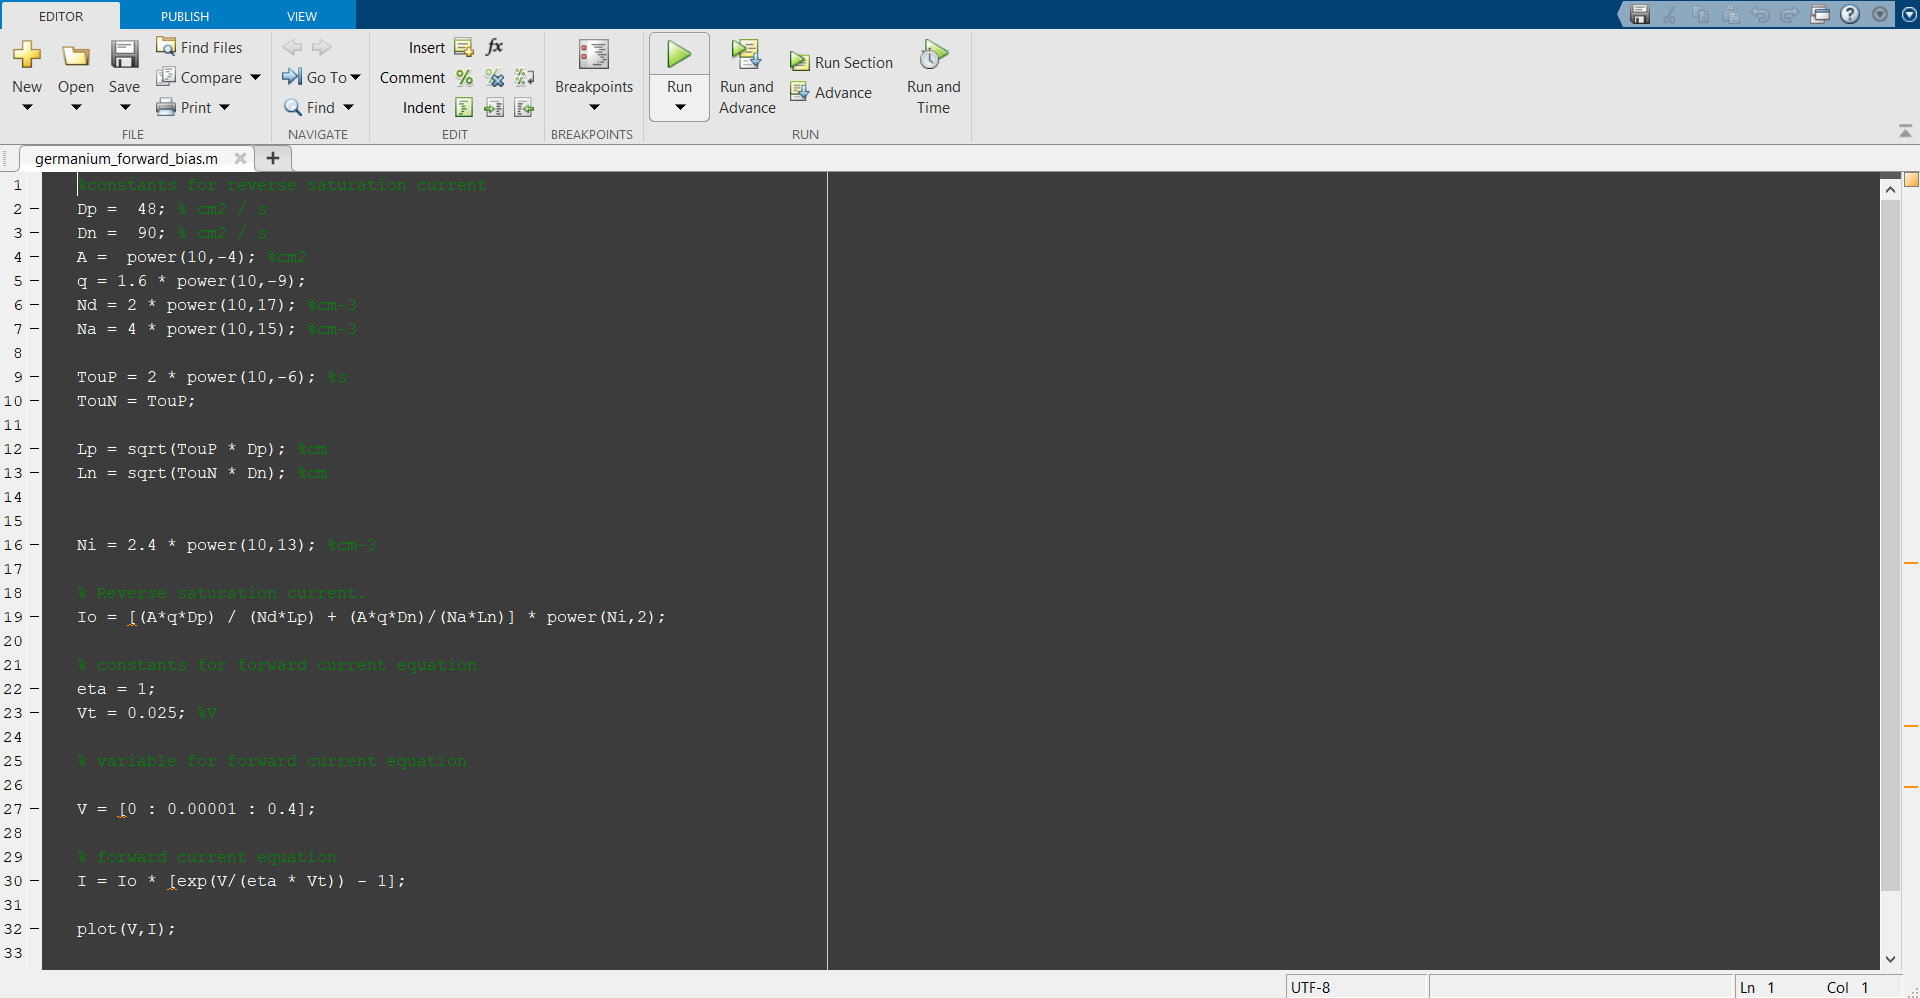 EDITOR PUBLISH VIEW
New Open Save Find Files Compare Print
FILE
Go To Find
NAVIGATE
Insert fx
Comment % % %
Indent
EDIT
Breakpoints
BREAKPOINTS
Run Run and Advance Run Section Advance Run and Time
RUN
germanium_forward_bias.m
1 %constants for reverse saturation current
2 Dp =  48; % cm2 / s
3 Dn =  90; % cm2 / s
4 A =  power(10,-4); %cm2
5 q = 1.6 * power(10,-9);
6 Nd = 2 * power(10,17); %cm-3
7 Na = 4 * power(10,15); %cm-3
8
9 TouP = 2 * power(10,-6); %s
10 TouN = TouP;
11
12 Lp = sqrt(TouP * Dp); %cm
13 Ln = sqrt(TouN * Dn); %cm
14
15
16 Ni = 2.4 * power(10,13); %cm-3
17
18 % Reverse saturation current.
19 Io = [(A*q*Dp) / (Nd*Lp) + (A*q*Dn)/(Na*Ln)] * power(Ni,2);
20
21 % constants for forward current equation
22 eta = 1;
23 Vt = 0.025; %V
24
25 % variable for forward current equation
26
27 V = [0 : 0.00001 : 0.4];
28
29 % forward current equation
30 I = Io * [exp(V/(eta * Vt)) - 1];
31
32 plot(V,I);
33
UTF-8 Ln 1 Col 1